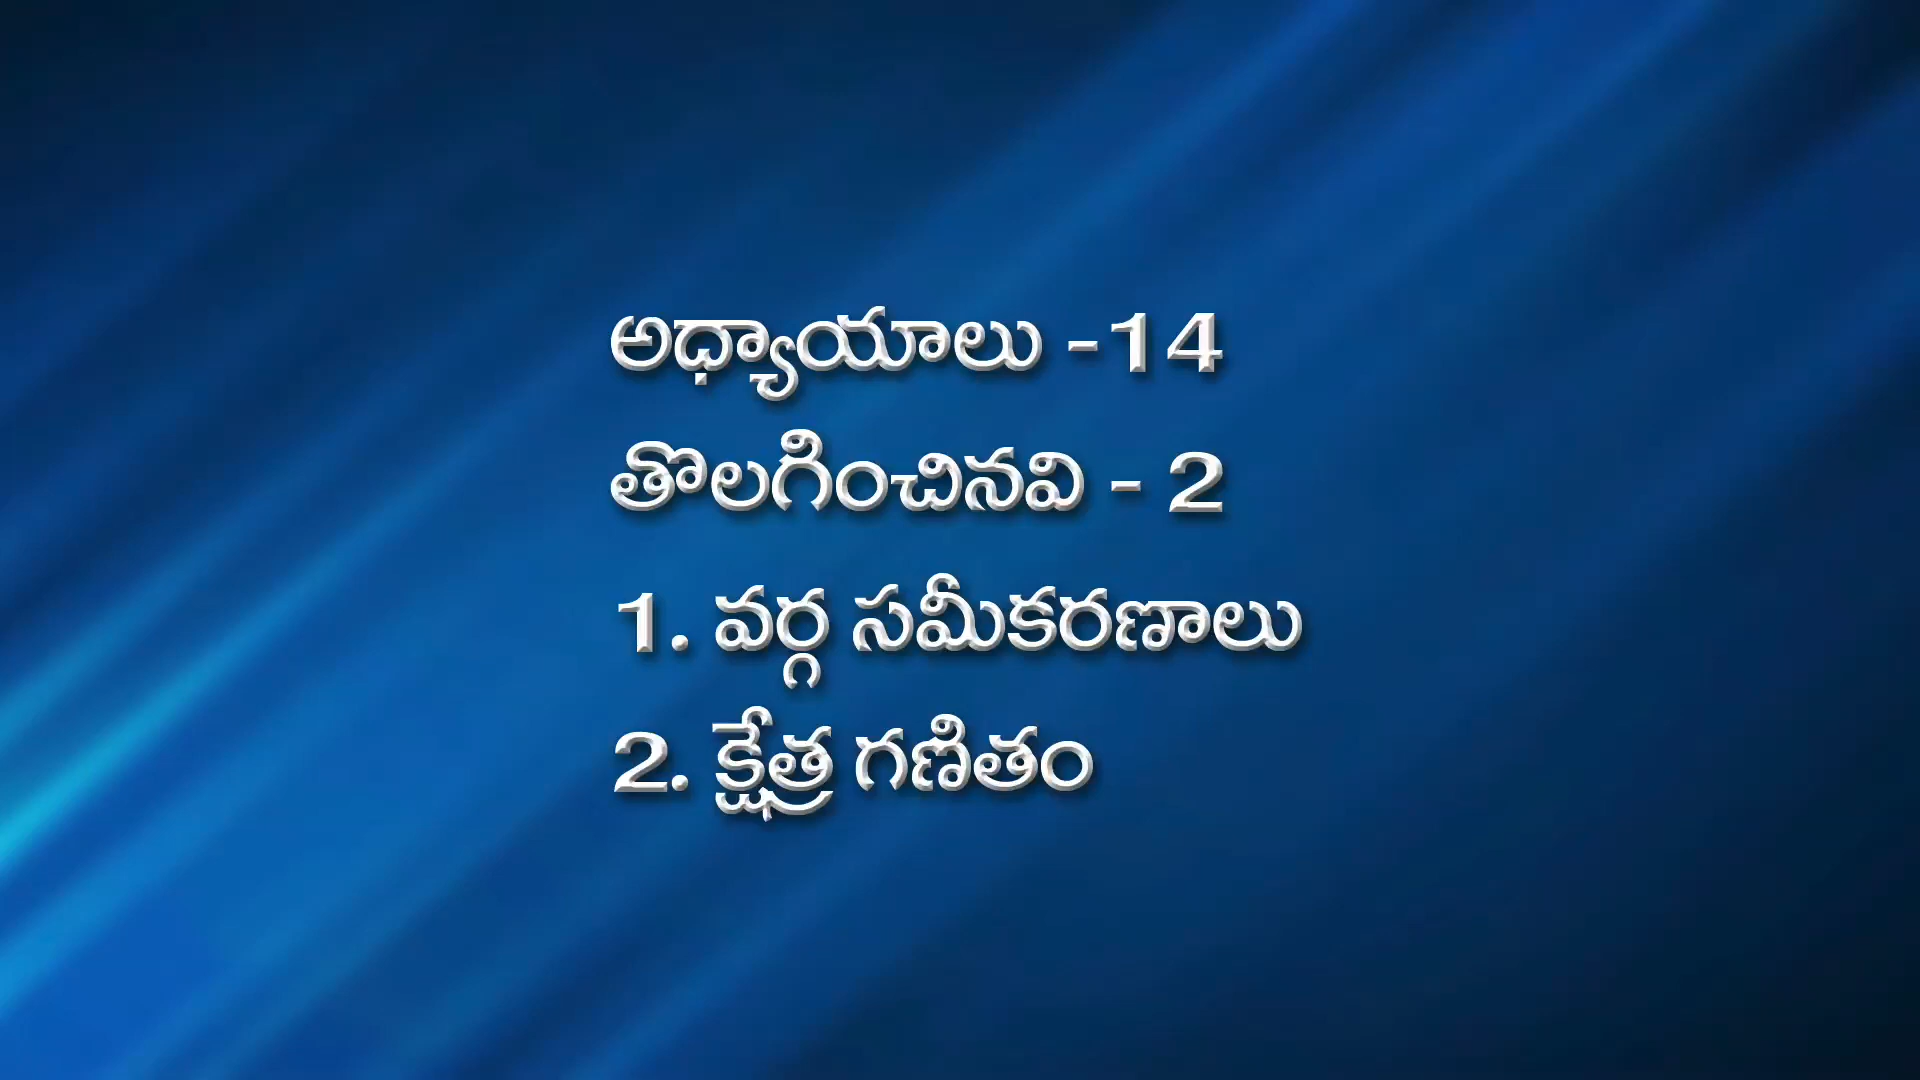 అధ్యాయాలు -14
తొలగించినవి - 2
1. వర్గ సమీకరణాలు
2. క్షేత్ర గణితం